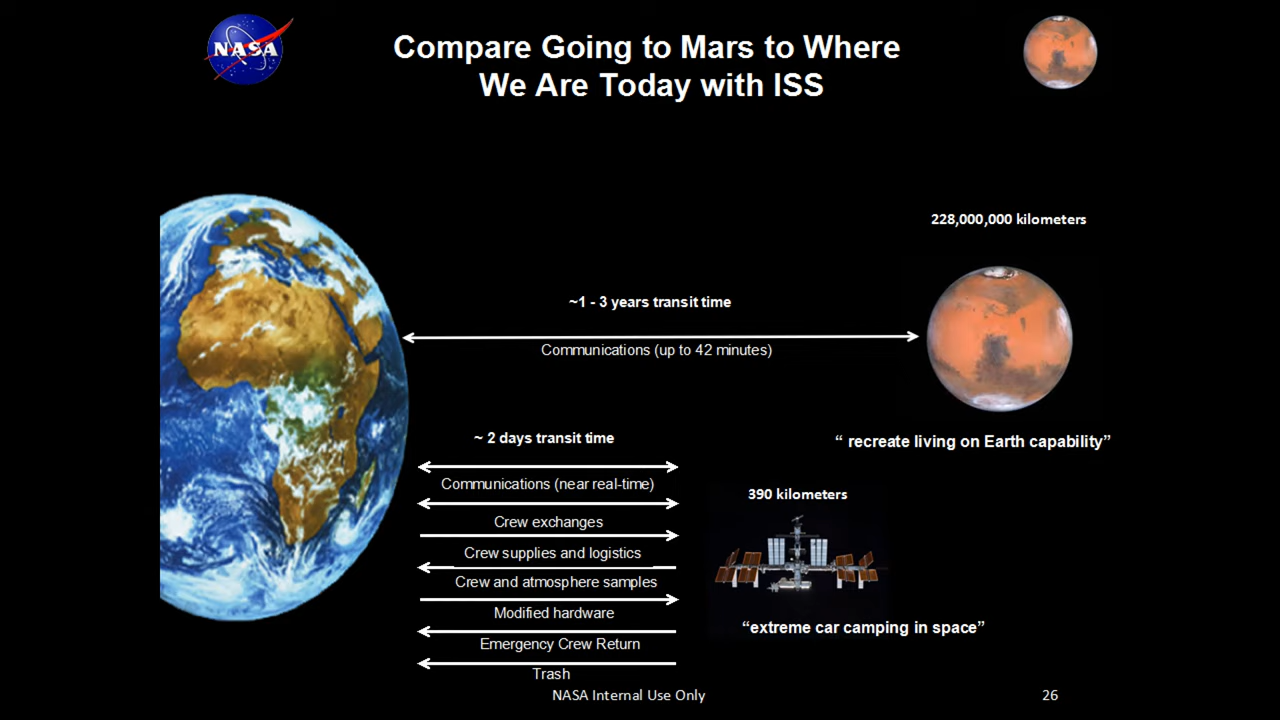 NASA
Compare Going to Mars to Where
We Are Today with ISS
228,000,000 kilometers
~1 - 3 years transit time
Communications (up to 42 minutes)
“ recreate living on Earth capability”
~ 2 days transit time
Communications (near real-time)
390 kilometers
Crew exchanges
Crew supplies and logistics
Crew and atmosphere samples
Modified hardware
“extreme car camping in space”
Emergency Crew Return
Trash
NASA Internal Use Only
26